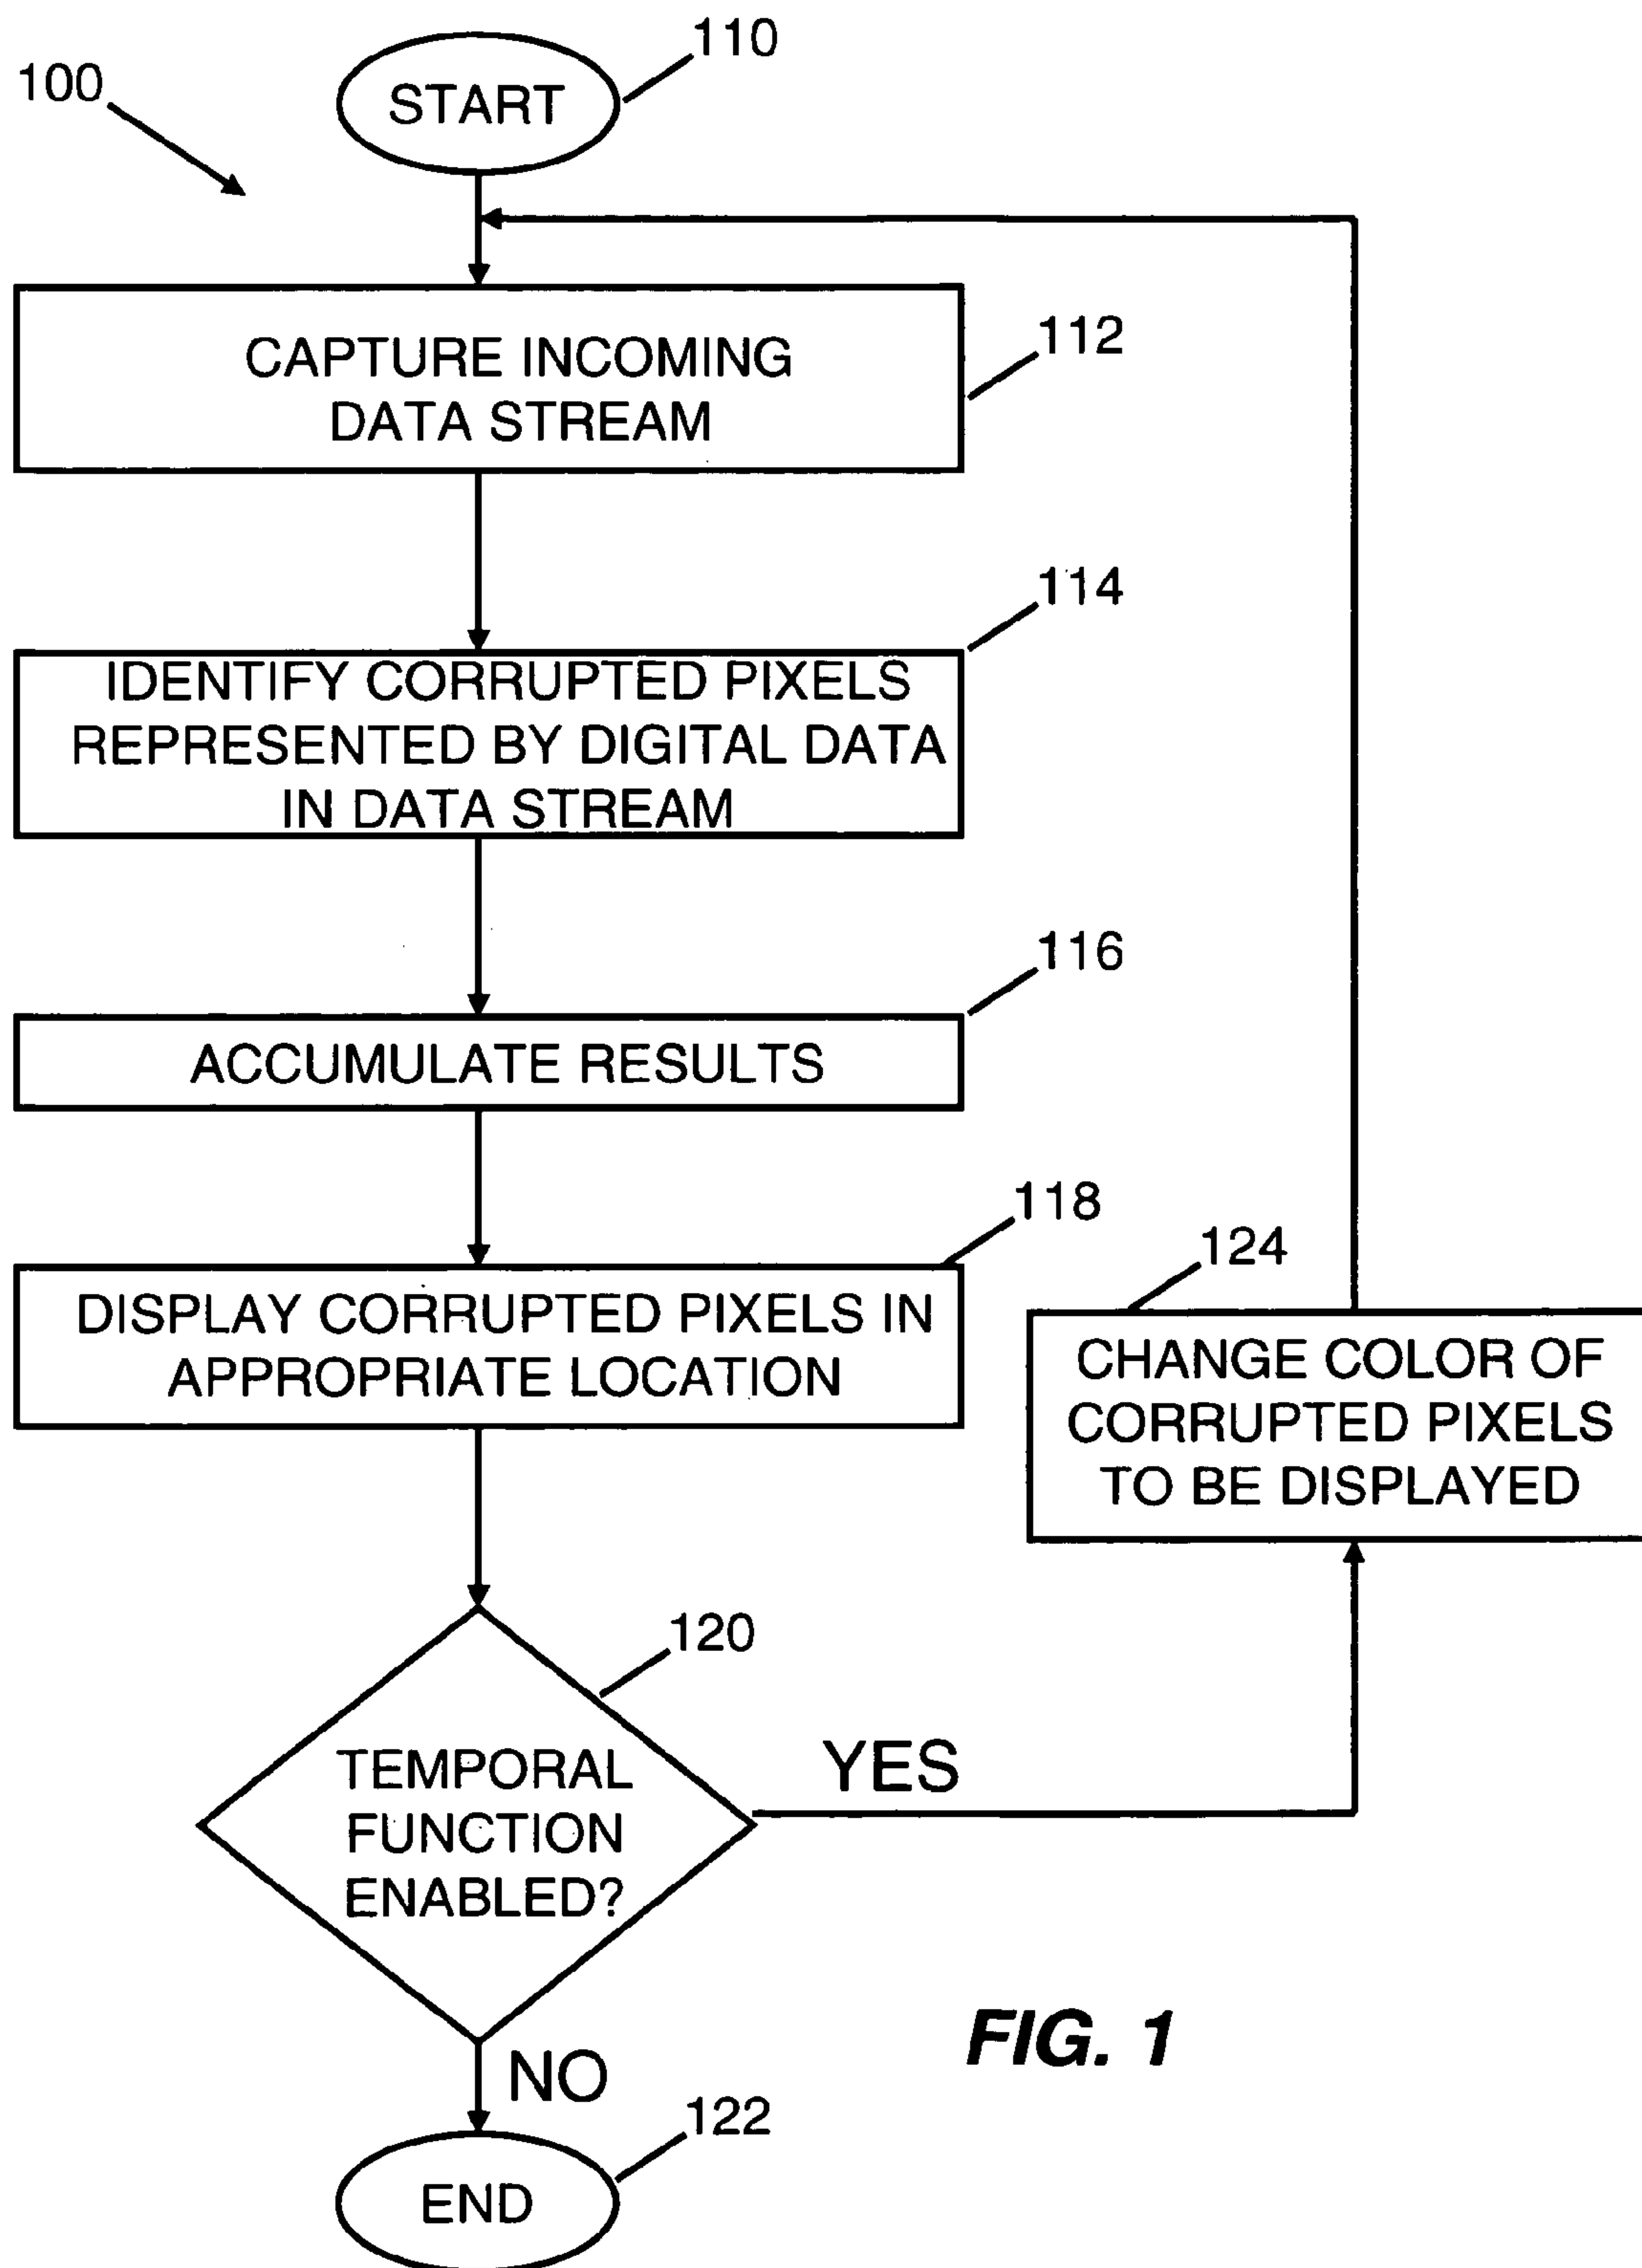 110
100
START
CAPTURE INCOMING
DATA STREAM
112
114
IDENTIFY CORRUPTED PIXELS
REPRESENTED BY DIGITAL DATA
IN DATA STREAM
116
ACCUMULATE RESULTS
118
DISPLAY CORRUPTED PIXELS IN
APPROPRIATE LOCATION
124
CHANGE COLOR OF
CORRUPTED PIXELS
TO BE DISPLAYED
120
TEMPORAL
FUNCTION
ENABLED?
YES
NO
FIG. 1
122
END